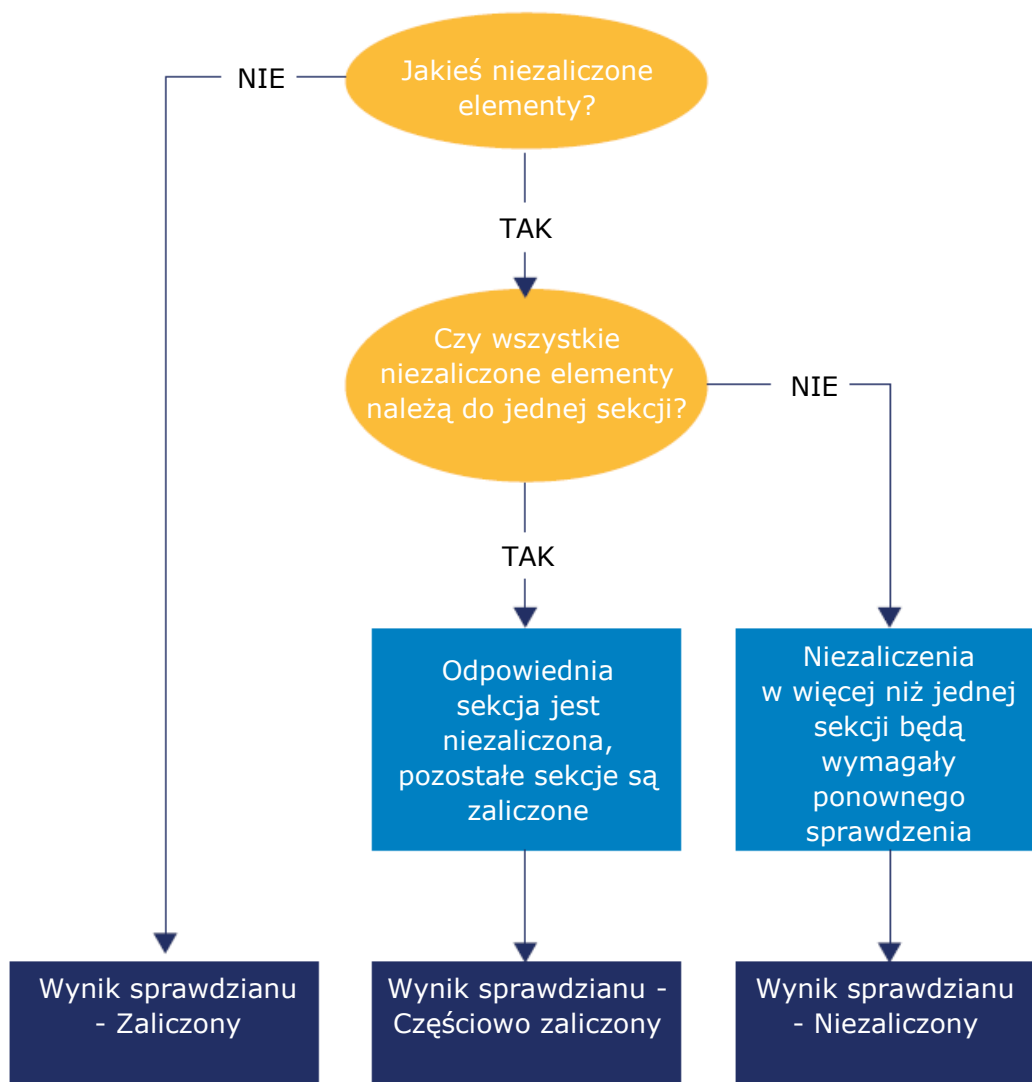 Jakieś niezaliczone
elementy?
NIE
TAK
Czy wszystkie
niezaliczone elementy
należą do jednej sekcji?
NIE
TAK
Odpowiednia
sekcja jest
niezaliczona,
pozostałe sekcje są
zaliczone
Niezaliczenia
w więcej niż jednej
sekcji będą
wymagały
ponownego
sprawdzenia
Wynik sprawdzianu
- Zaliczony
Wynik sprawdzianu -
Częściowo zaliczony
Wynik sprawdzianu
- Niezaliczony